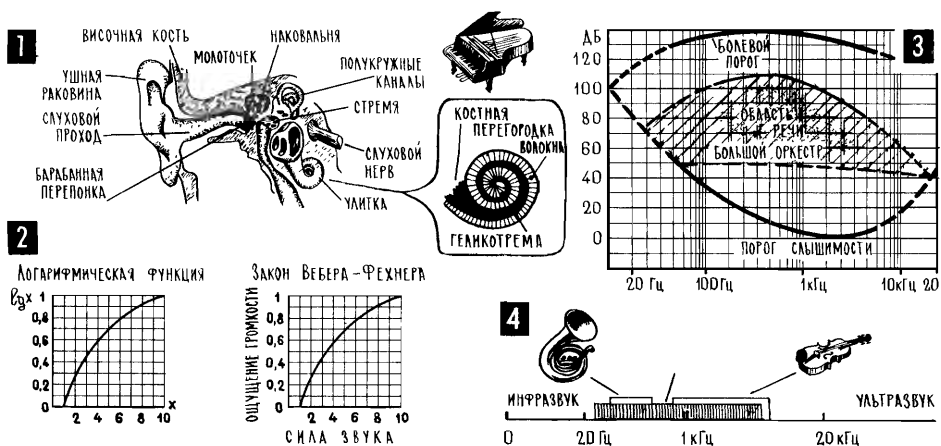 1
ВИСОЧНАЯ КОСТЬ
НАКОВАЛЬНЯ
МОЛОТОЧЕК
ПОЛУКРУЖНЫЕ
КАНАЛЫ
УШНАЯ
РАКОВИНА
СТРЕМЯ
СЛУХОВОЙ
ПРОХОД
СЛУХОВОЙ
НЕРВ
БАРАБАННАЯ
ПЕРЕПОНКА
УЛИТКА
КОСТНАЯ
ПЕРЕГОРОДКА
ВОЛОКНА
ГЕЛИКОТРЕМА
2
ЛОГАРИФМИЧЕСКАЯ ФУНКЦИЯ
lgx 1
0,8
0,6
0,4
0,2
0
2 4 6 8 10 x
ЗАКОН ВЕБЕРА-ФЕХНЕРА
ОЩУЩЕНИЕ ГРОМКОСТИ
1
0,8
0,6
0,4
0,2
0
2 4 6 8 10
СИЛА ЗВУКА
3
ДБ
120
100
80
60
40
20
0
БОЛЕВОЙ
ПОРОГ
ОБЛАСТЬ
РЕЧИ
БОЛЬШОЙ ОРКЕСТР
ПОРОГ СЛЫШИМОСТИ
20 Гц 100Гц 1кГц 10кГц 20
4
ИНФРАЗВУК
УЛЬТРАЗВУК
0 20 Гц 1 кГц 20 кГц